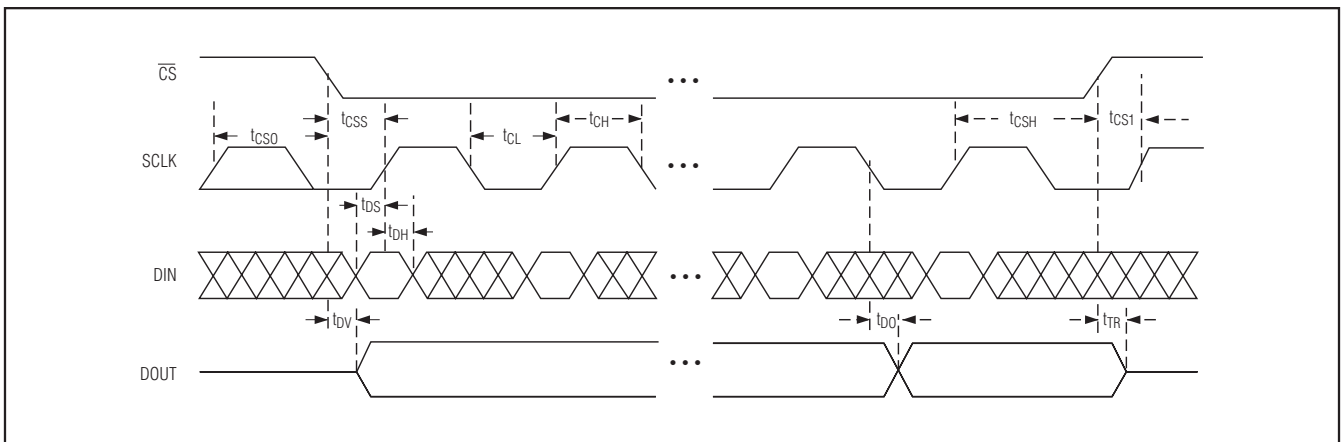 CS
tCSS
tCH
tCSH
tCS1
tCSO
tCL
SCLK
tDS
tDH
DIN
tDV
tDO
tTR
DOUT